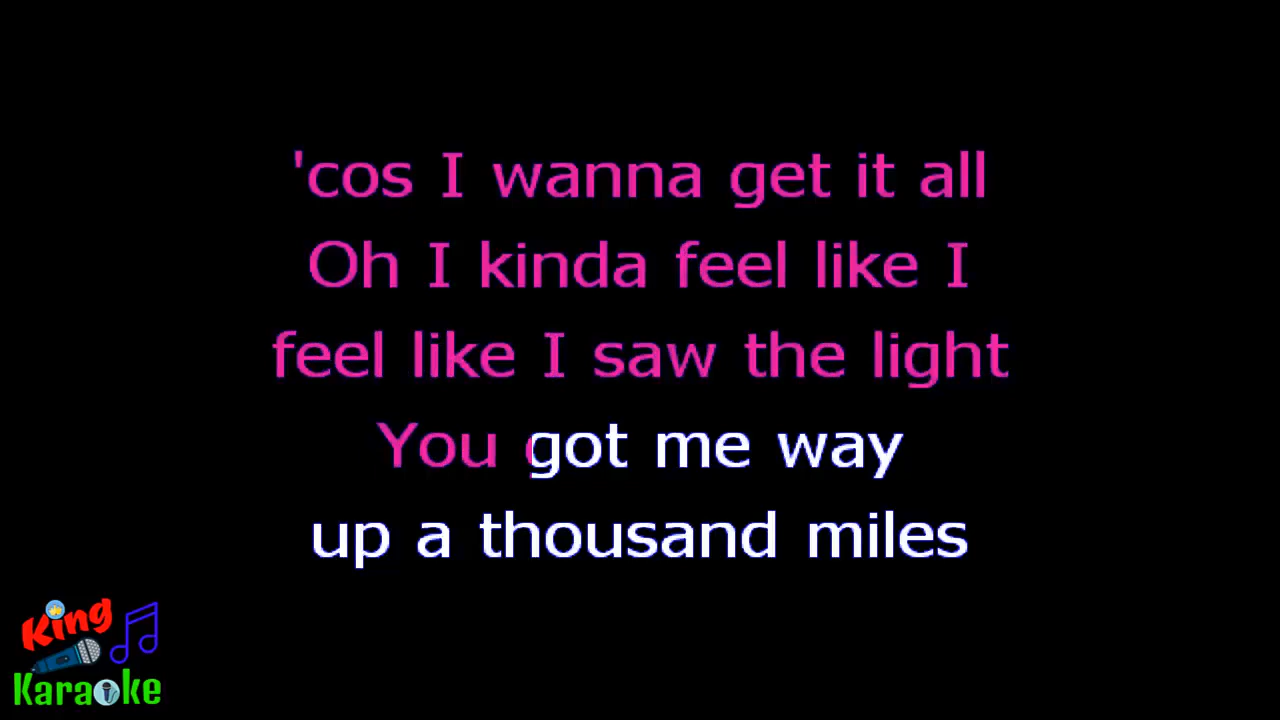 'cos I wanna get it all
Oh I kinda feel like I
feel like I saw the light
You got me way
up a thousand miles
King
Karaoke